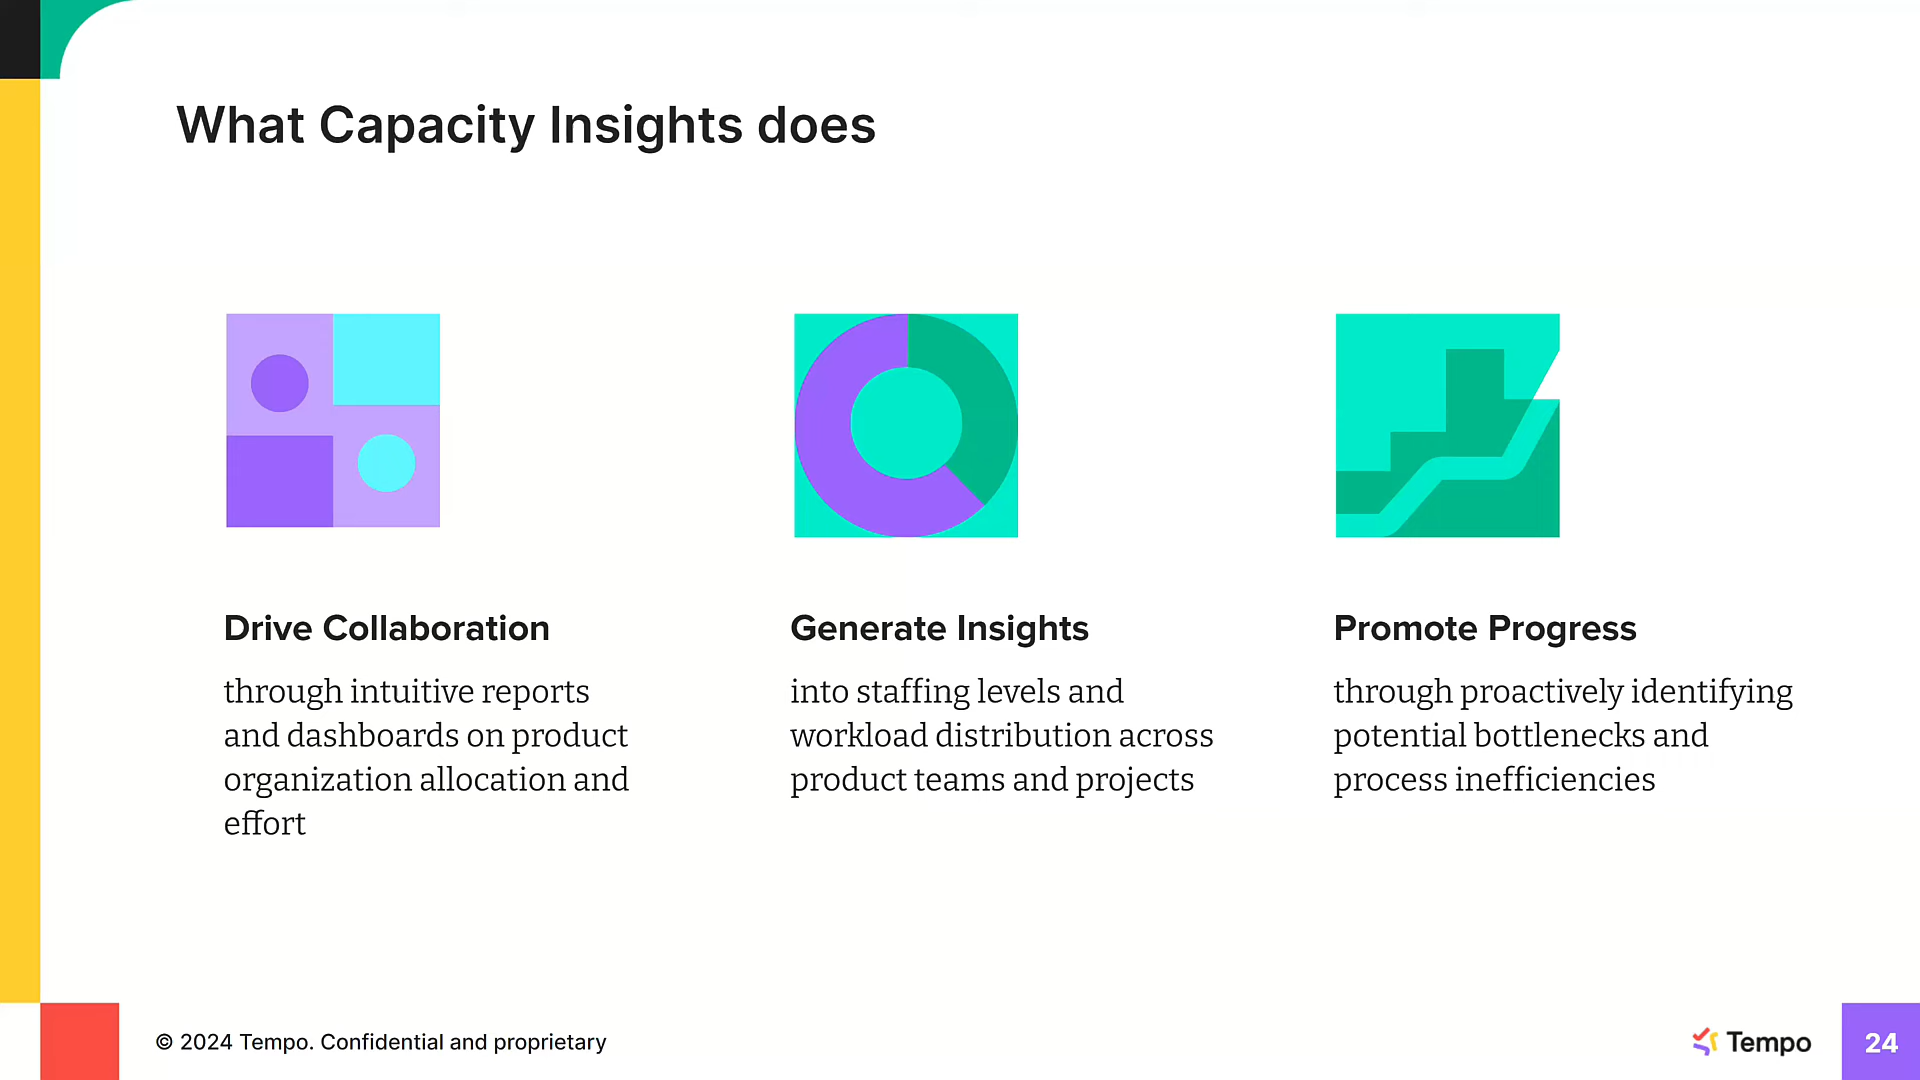 What Capacity Insights does
Drive Collaboration
through intuitive reports
and dashboards on product
organization allocation and
effort
Generate Insights
into staffing levels and
workload distribution across
product teams and projects
Promote Progress
through proactively identifying
potential bottlenecks and
process inefficiencies
© 2024 Tempo. Confidential and proprietary
Tempo
24